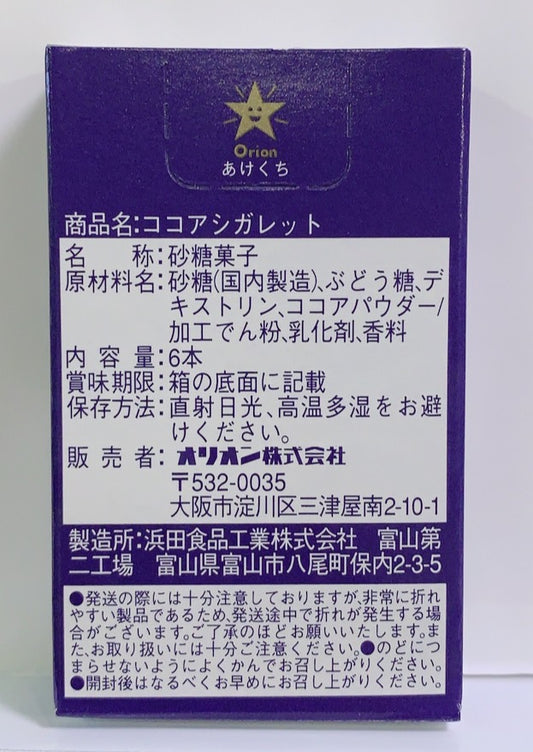 Orion
あけくち
商品名:ココアシガレット
名　称:砂糖菓子
原材料名:砂糖(国内製造)、ぶどう糖、デ
キストリン、ココアパウダー/
加工でん粉、乳化剤、香料
内容量:6本
賞味期限:箱の底面に記載
保存方法:直射日光、高温多湿をお避
けください。
販売者:オリオン株式会社
〒532-0035
大阪市淀川区三津屋南2-10-1
製造所:浜田食品工業株式会社　富山第
二工場　富山県富山市八尾町保内2-3-5
●発送の際には十分注意しておりますが、非常に折れ
やすい製品であるため、発送途中で折れが発生する場
合がございます。ご了承のほどお願いいたします。ま
た、お取り扱いには十分ご注意ください。●のどにつ
まらせないようによくかんでお召し上がりください。
●開封後はなるべくお早めにお召し上がりください。